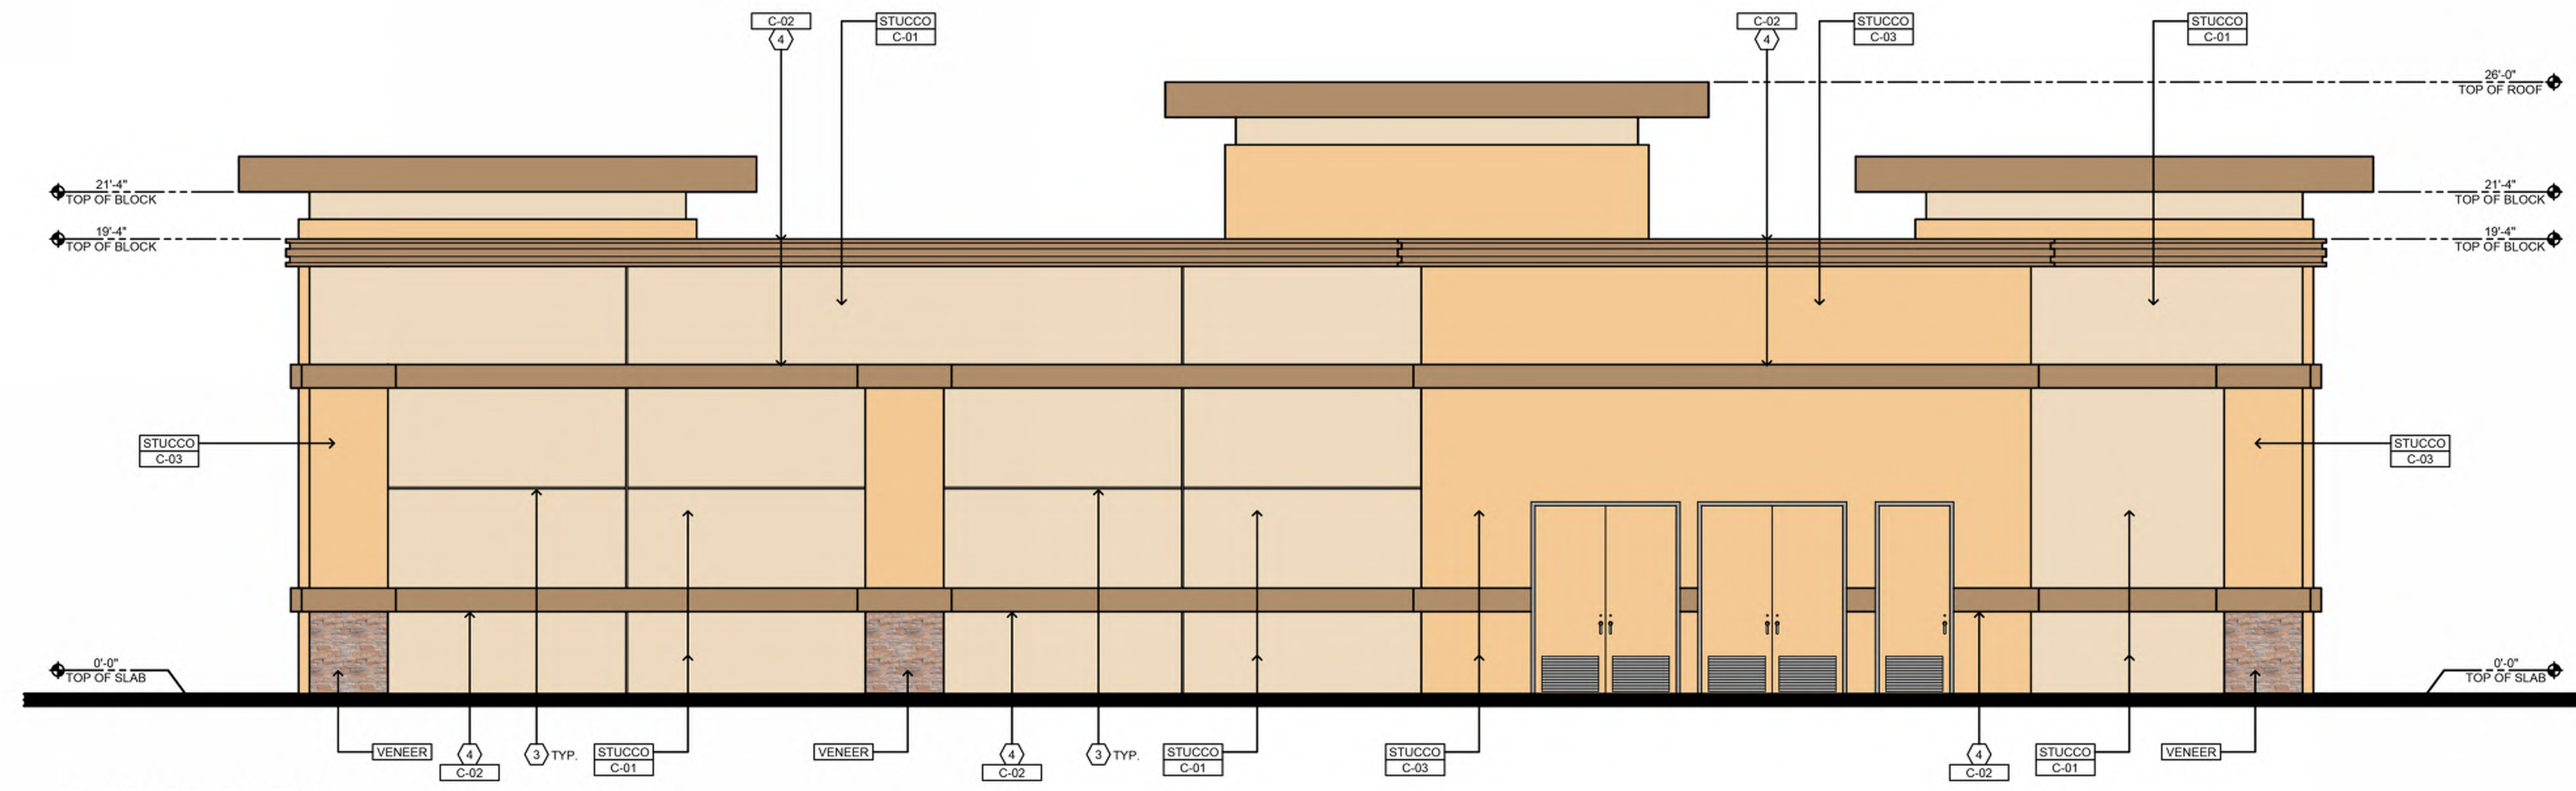 C-02
4
STUCCO
C-01
C-02
4
STUCCO
C-03
STUCCO
C-01
26'-0"
TOP OF ROOF
21'-4"
TOP OF BLOCK
21'-4"
TOP OF BLOCK
19'-4"
TOP OF BLOCK
19'-4"
TOP OF BLOCK
STUCCO
C-03
STUCCO
C-03
0'-0"
TOP OF SLAB
0'-0"
TOP OF SLAB
VENEER
4
C-02
3 TYP.
STUCCO
C-01
VENEER
4
C-02
3 TYP.
STUCCO
C-01
STUCCO
C-03
4
C-02
STUCCO
C-01
VENEER